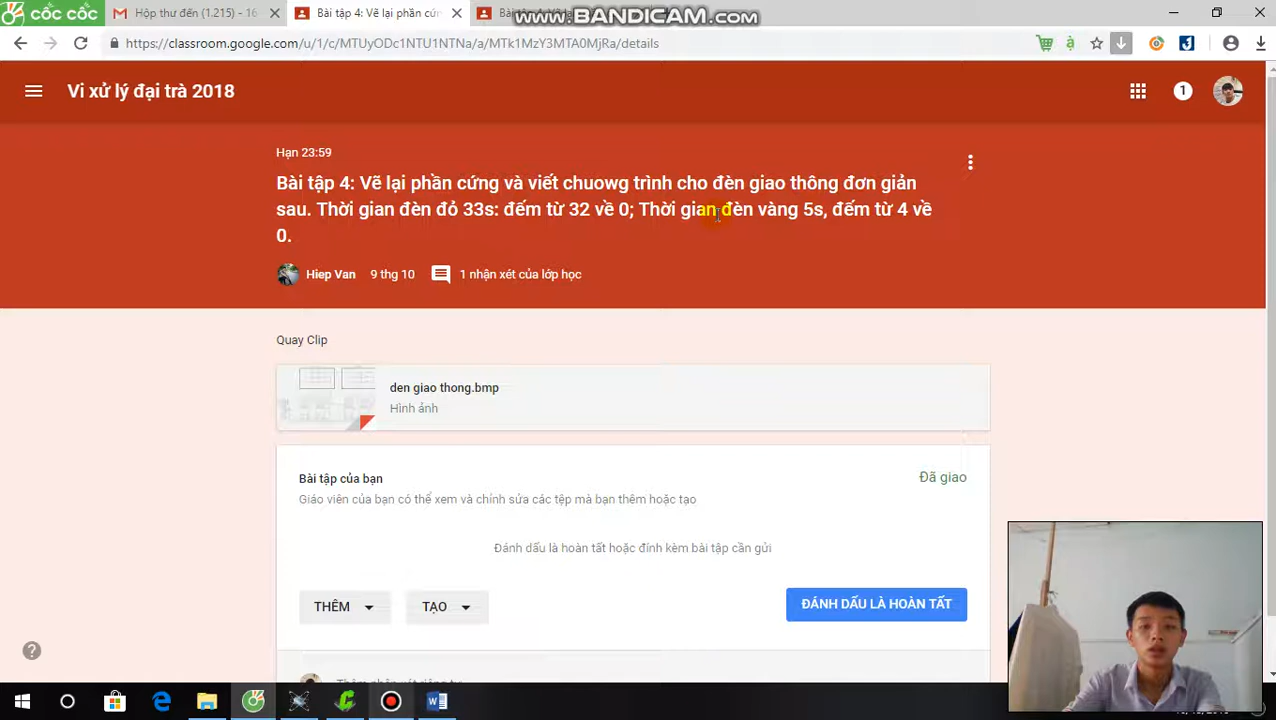 CỐC CỐC
Hộp thư đến (1.215) - 16
Bài tập 4: Vẽ lại phần cứn
www.BANDICAM.com
https://classroom.google.com/u/1/c/MTUyODc1NTU1NTNa/a/MTk1MzY3MTA0MjRa/details
Vi xử lý đại trà 2018
1
Hạn 23:59
Bài tập 4: Vẽ lại phần cứng và viết chuowg trình cho đèn giao thông đơn giản
sau. Thời gian đèn đỏ 33s: đếm từ 32 về 0; Thời gian đèn vàng 5s, đếm từ 4 về
0.
Hiep Van 9 thg 10 1 nhận xét của lớp học
Quay Clip
den giao thong.bmp
Hình ảnh
Bài tập của bạn
Đã giao
Giáo viên của bạn có thể xem và chỉnh sửa các tệp mà bạn thêm hoặc tạo
Đánh dấu là hoàn tất hoặc đính kèm bài tập cần gửi
THÊM TẠO ĐÁNH DẤU LÀ HOÀN TẤT